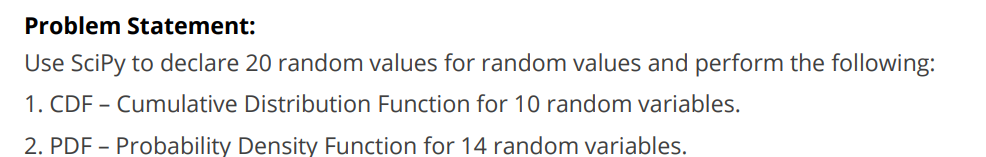 Problem Statement:
Use SciPy to declare 20 random values for random values and perform the following:
1. CDF – Cumulative Distribution Function for 10 random variables.
2. PDF – Probability Density Function for 14 random variables.